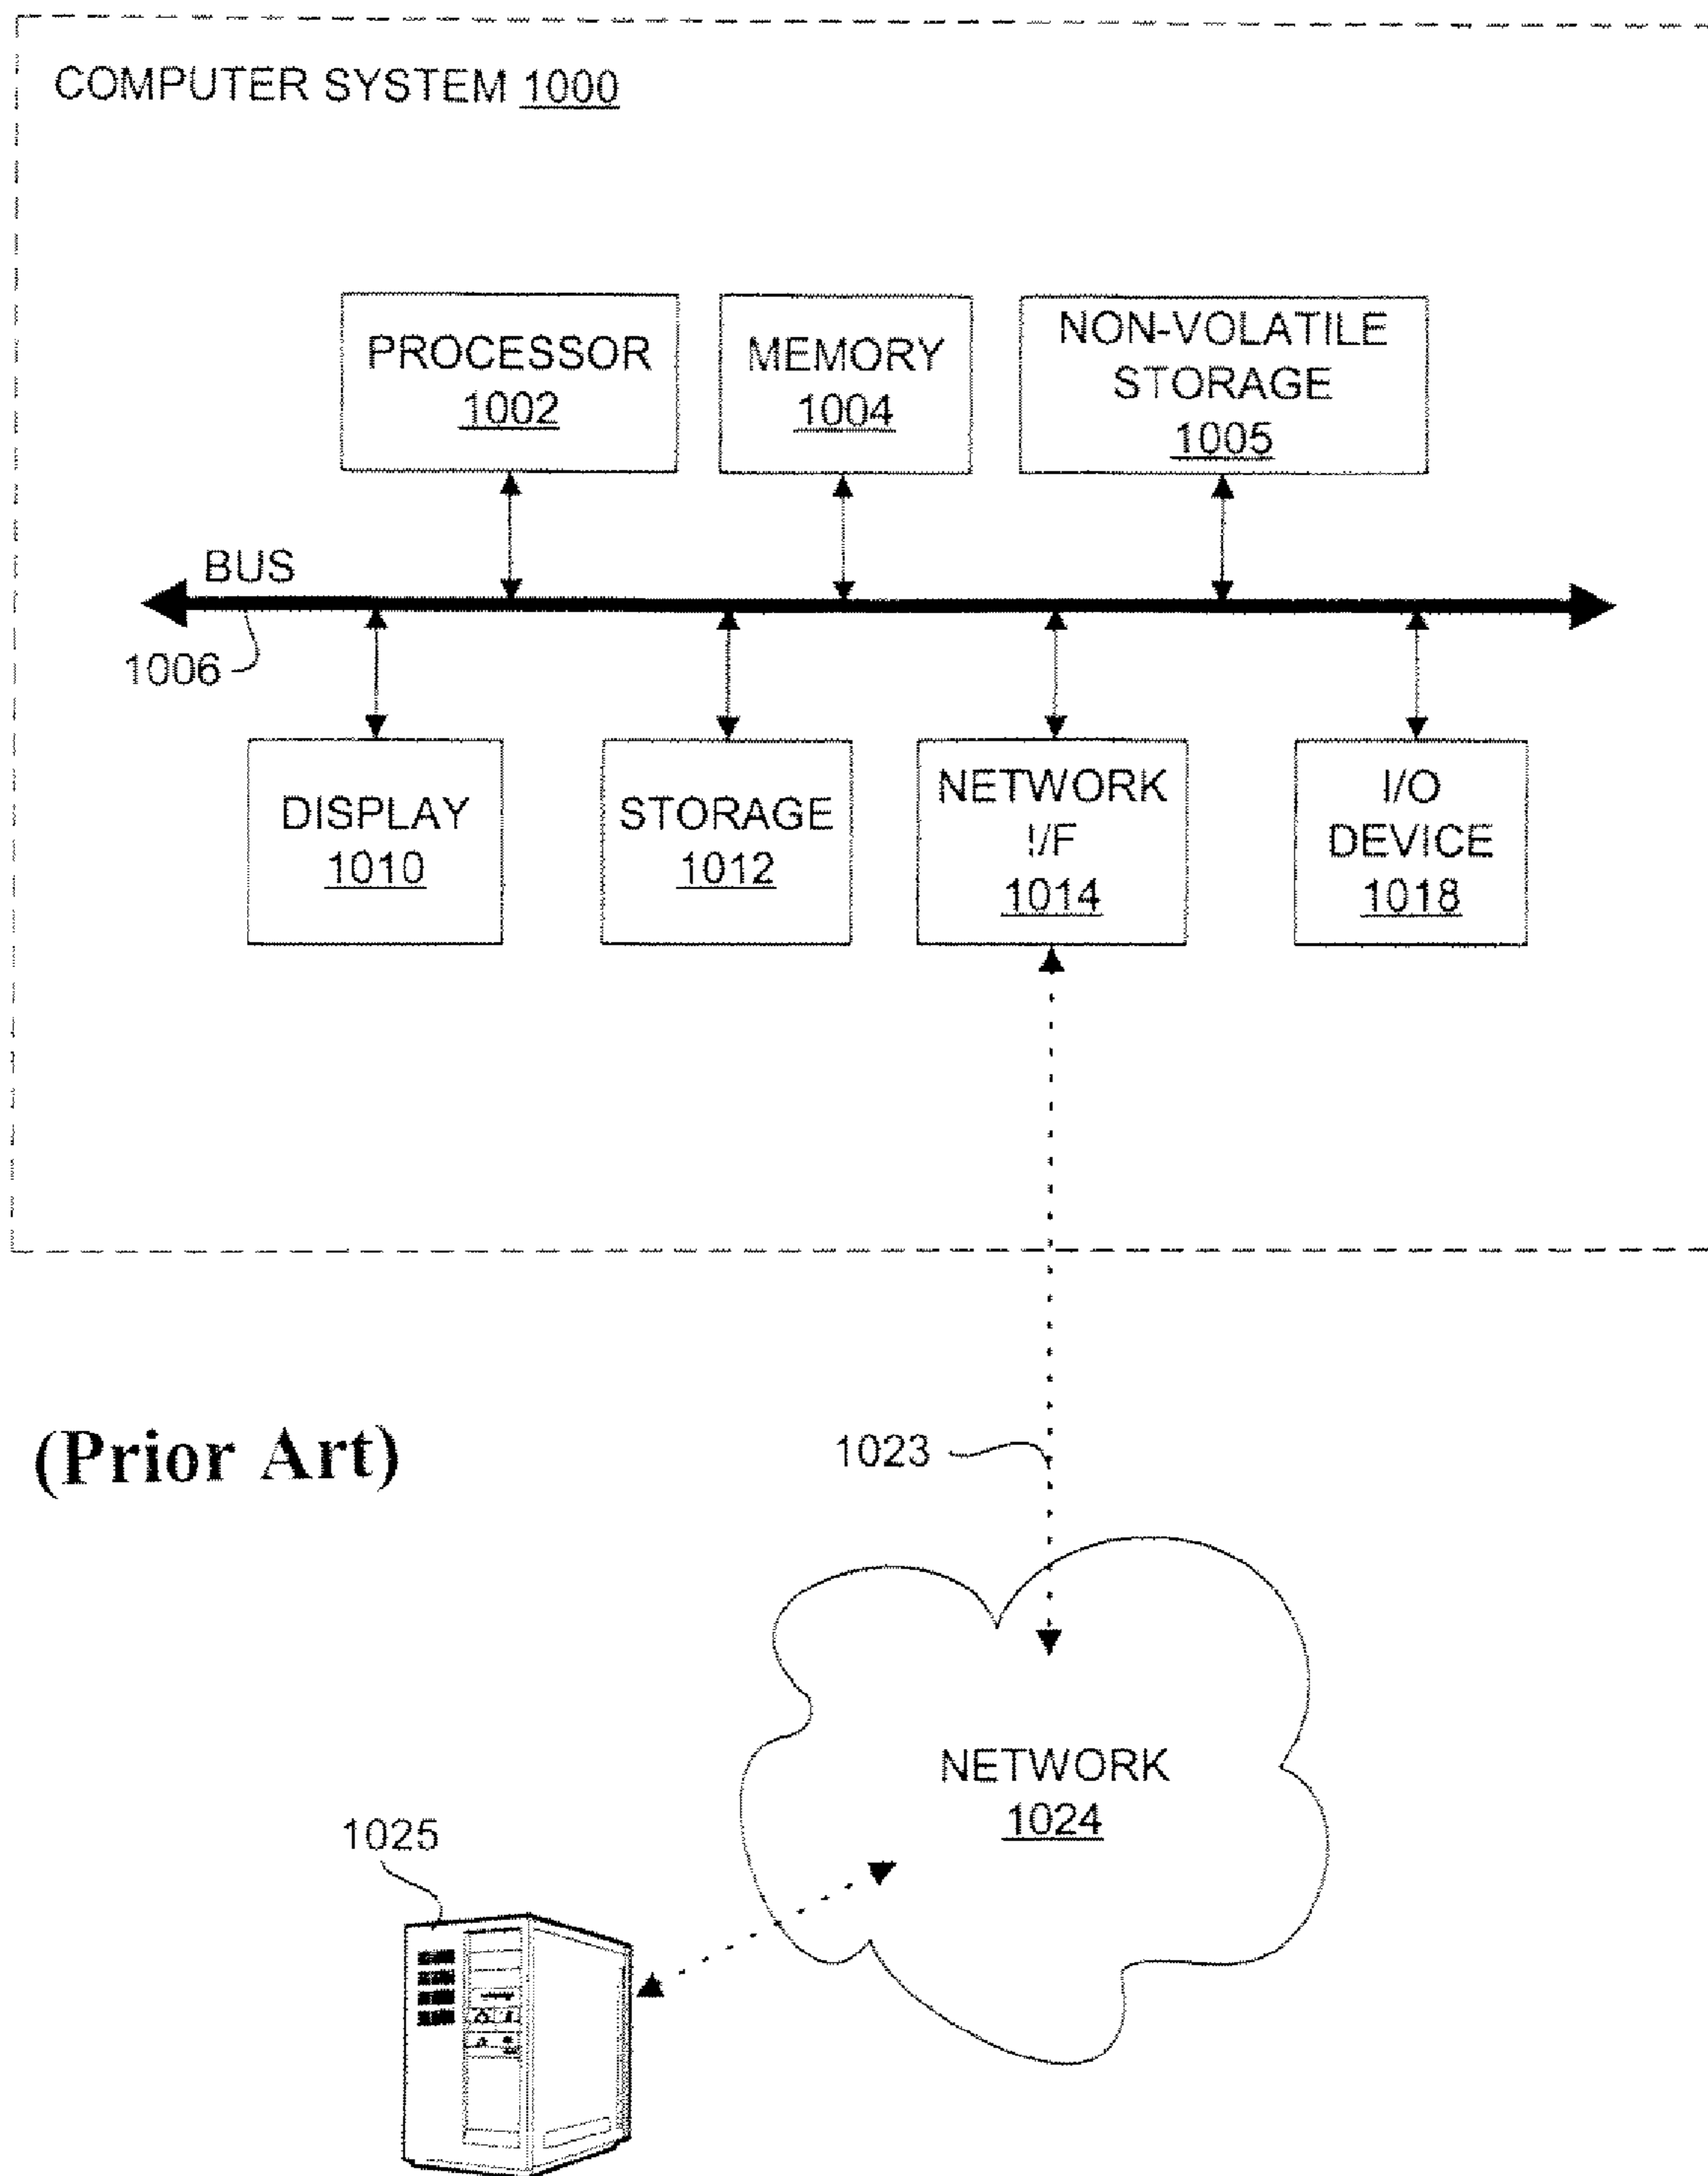 COMPUTER SYSTEM 1000
PROCESSOR
1002
MEMORY
1004
NON-VOLATILE
STORAGE
1005
BUS
1006
DISPLAY
1010
STORAGE
1012
NETWORK
I/F
1014
I/O
DEVICE
1018
(Prior Art)
1023
NETWORK
1024
1025